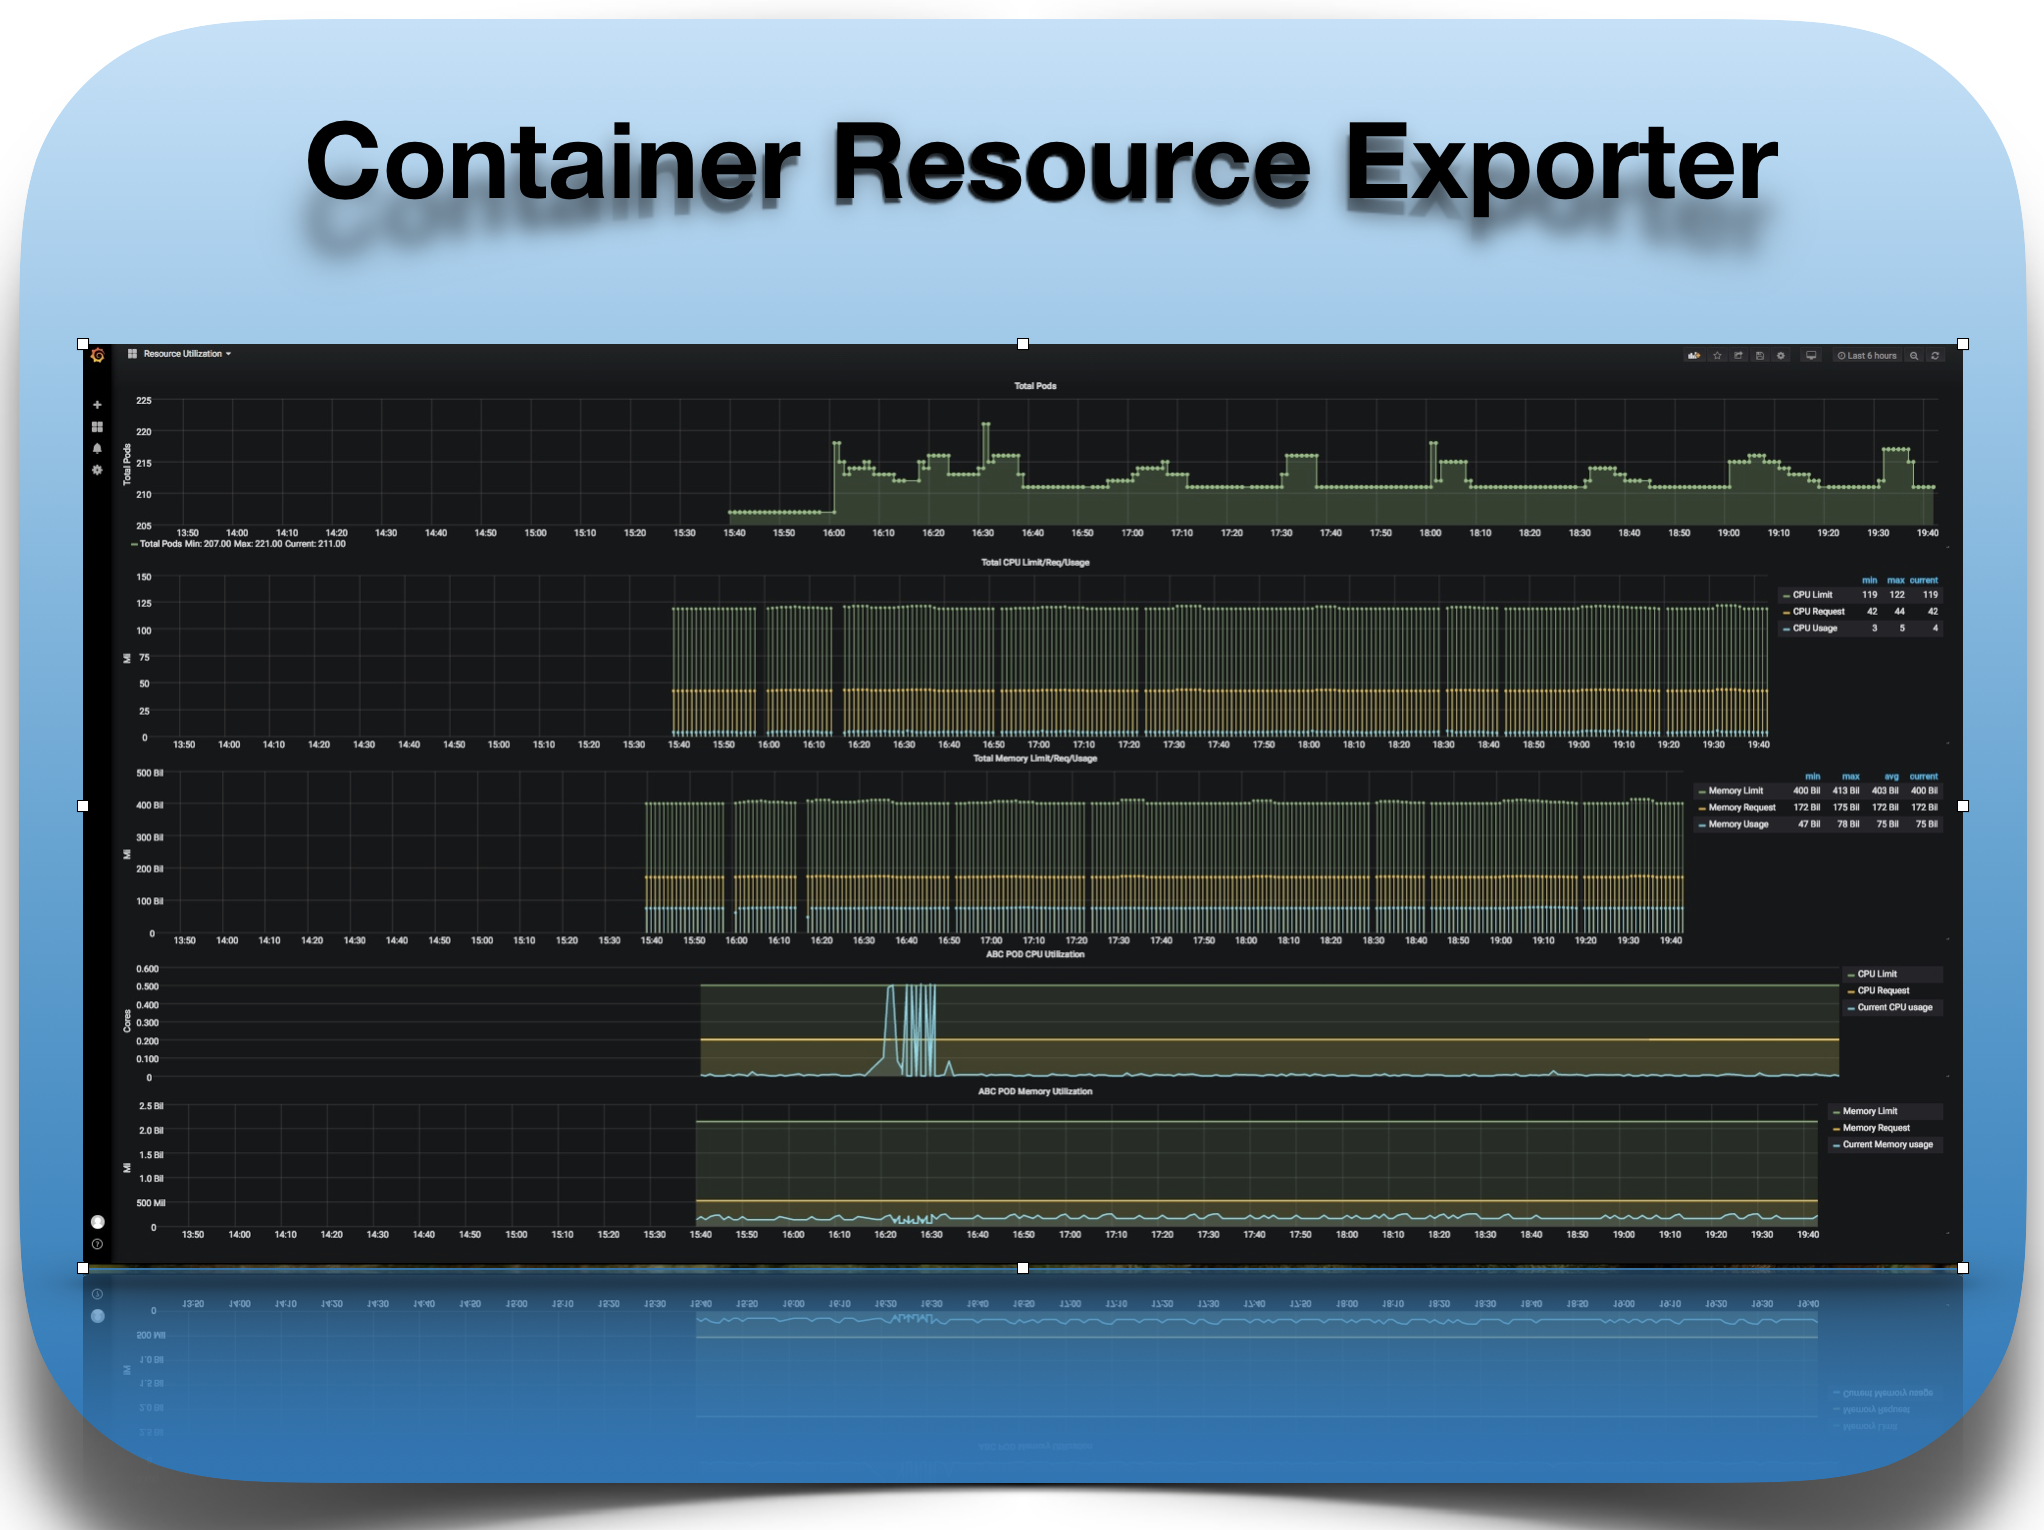 Container Resource Exporter
Resource Utilization
Last 6 hours
Total Pods
225
220
215
210
205
Total Pods
13:50 14:00 14:10 14:20 14:30 14:40 14:50 15:00 15:10 15:20 15:30 15:40 15:50 16:00 16:10 16:20 16:30 16:40 16:50 17:00 17:10 17:20 17:30 17:40 17:50 18:00 18:10 18:20 18:30 18:40 18:50 19:00 19:10 19:20 19:30 19:40
Total Pods Min: 207.00 Max: 221.00 Current: 211.00
Total CPU Limit/Req/Usage
150
125
100
75
50
25
0
Mi
13:50 14:00 14:10 14:20 14:30 14:40 14:50 15:00 15:10 15:20 15:30 15:40 15:50 16:00 16:10 16:20 16:30 16:40 16:50 17:00 17:10 17:20 17:30 17:40 17:50 18:00 18:10 18:20 18:30 18:40 18:50 19:00 19:10 19:20 19:30 19:40
min max current
CPU Limit 119 122 119
CPU Request 42 44 42
CPU Usage 3 5 4
Total Memory Limit/Req/Usage
500 Bil
400 Bil
300 Bil
200 Bil
100 Bil
0
Mi
13:50 14:00 14:10 14:20 14:30 14:40 14:50 15:00 15:10 15:20 15:30 15:40 15:50 16:00 16:10 16:20 16:30 16:40 16:50 17:00 17:10 17:20 17:30 17:40 17:50 18:00 18:10 18:20 18:30 18:40 18:50 19:00 19:10 19:20 19:30 19:40
min max avg current
Memory Limit 400 Bil 413 Bil 403 Bil 400 Bil
Memory Request 172 Bil 175 Bil 172 Bil 172 Bil
Memory Usage 47 Bil 78 Bil 75 Bil 75 Bil
ABC POD CPU Utilization
0.600
0.500
0.400
0.300
0.200
0.100
0
Cores
CPU Limit
CPU Request
Current CPU usage
ABC POD Memory Utilization
2.5 Bil
2.0 Bil
1.5 Bil
1.0 Bil
500 Mil
0
Mi
13:50 14:00 14:10 14:20 14:30 14:40 14:50 15:00 15:10 15:20 15:30 15:40 15:50 16:00 16:10 16:20 16:30 16:40 16:50 17:00 17:10 17:20 17:30 17:40 17:50 18:00 18:10 18:20 18:30 18:40 18:50 19:00 19:10 19:20 19:30 19:40
Memory Limit
Memory Request
Current Memory usage